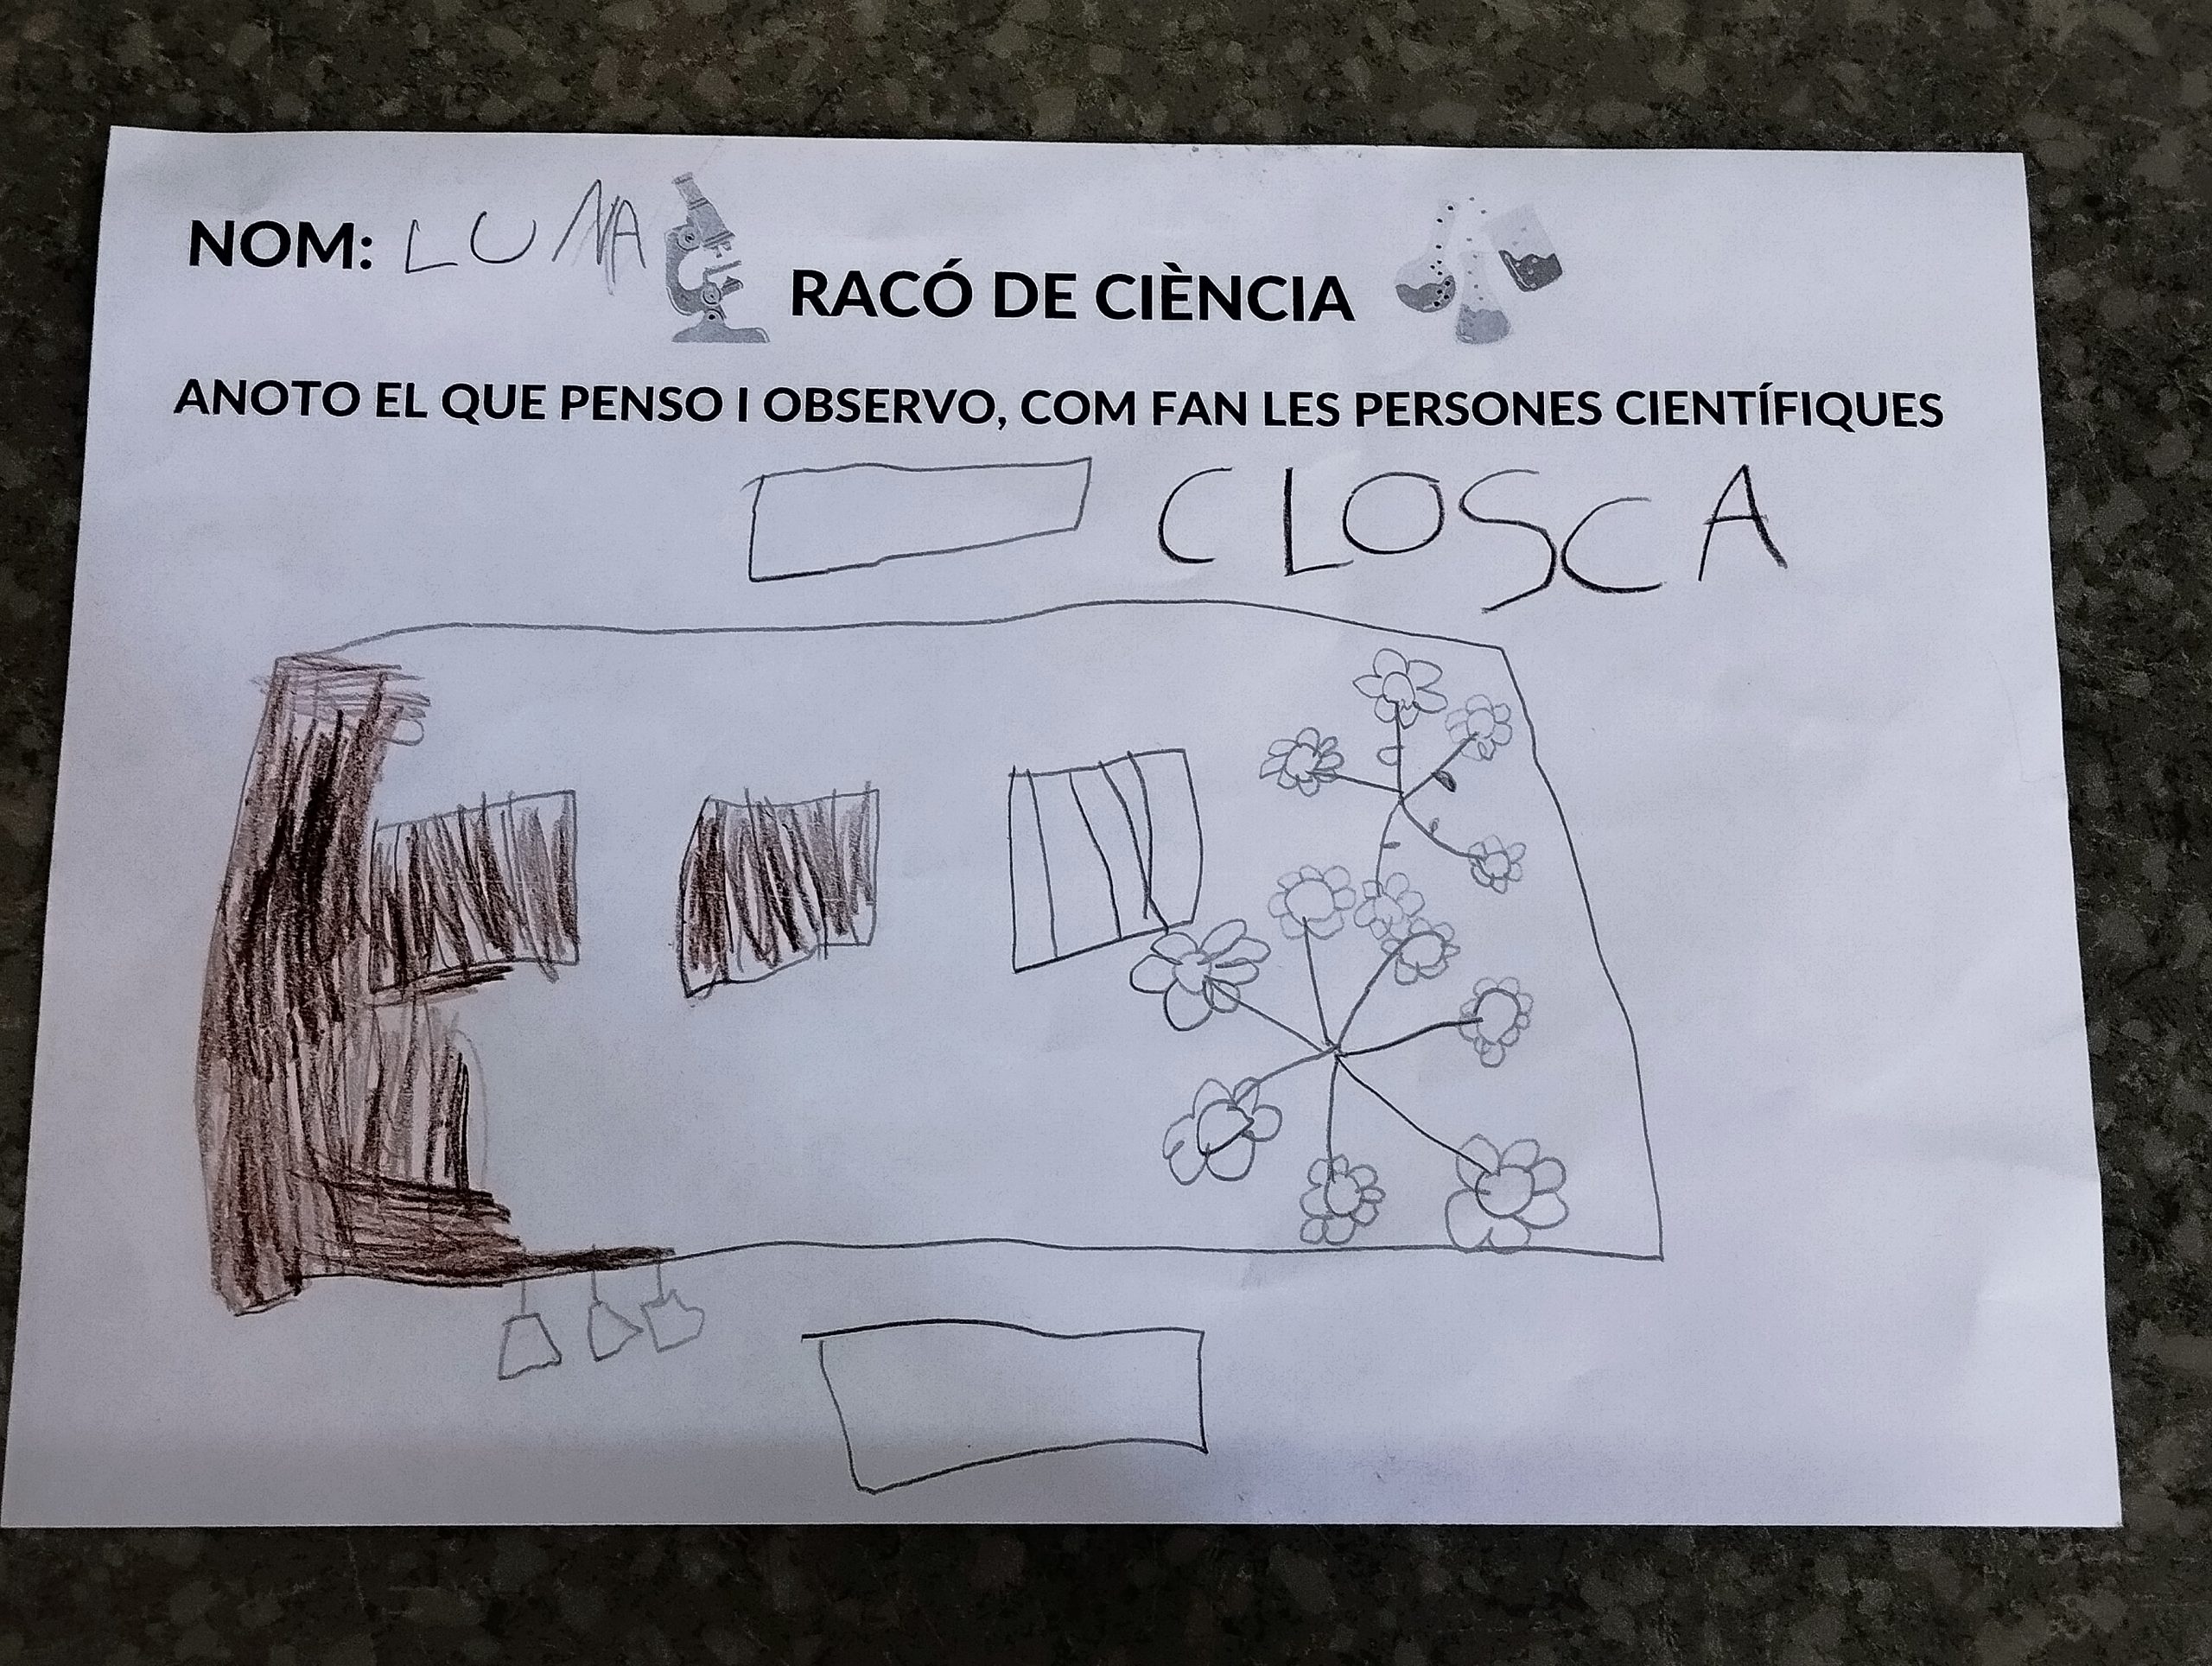 NOM: LUNA
RACÓ DE CIÈNCIA
ANOTO EL QUE PENSO I OBSERVO, COM FAN LES PERSONES CIENTÍFIQUES
CLOSCA